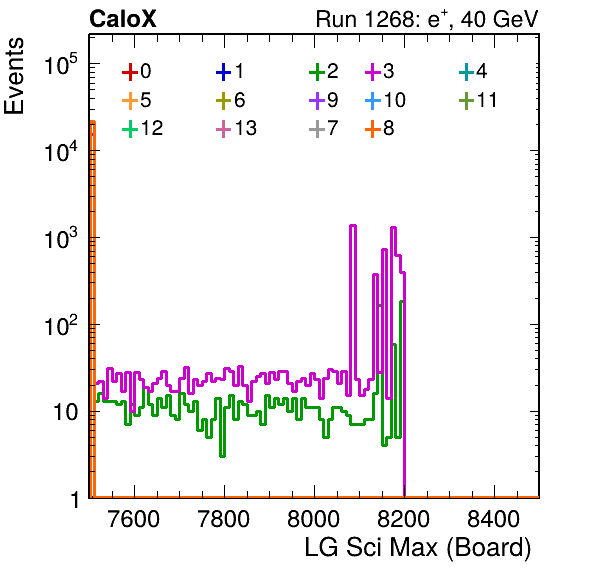 CaloX Run 1268: e⁺, 40 GeV
Events
10⁵
10⁴
10³
10²
10
1
0 1 2 3 4
5 6 9 10 11
12 13 7 8
7600 7800 8000 8200 8400
LG Sci Max (Board)